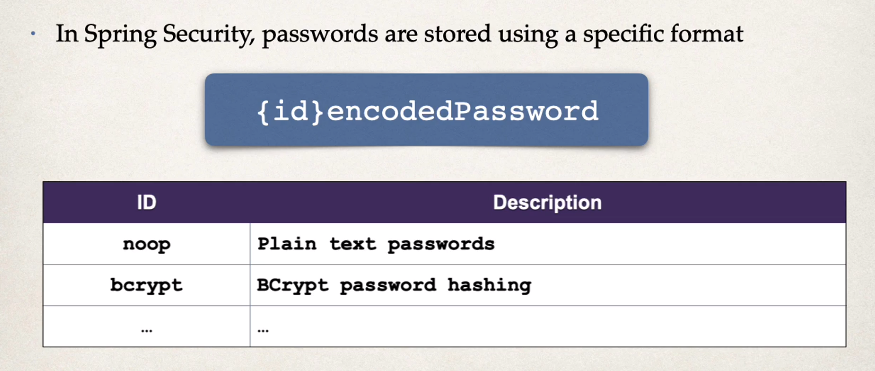 • In Spring Security, passwords are stored using a specific format
{id}encodedPassword
ID Description
noop Plain text passwords
bcrypt BCrypt password hashing
… …